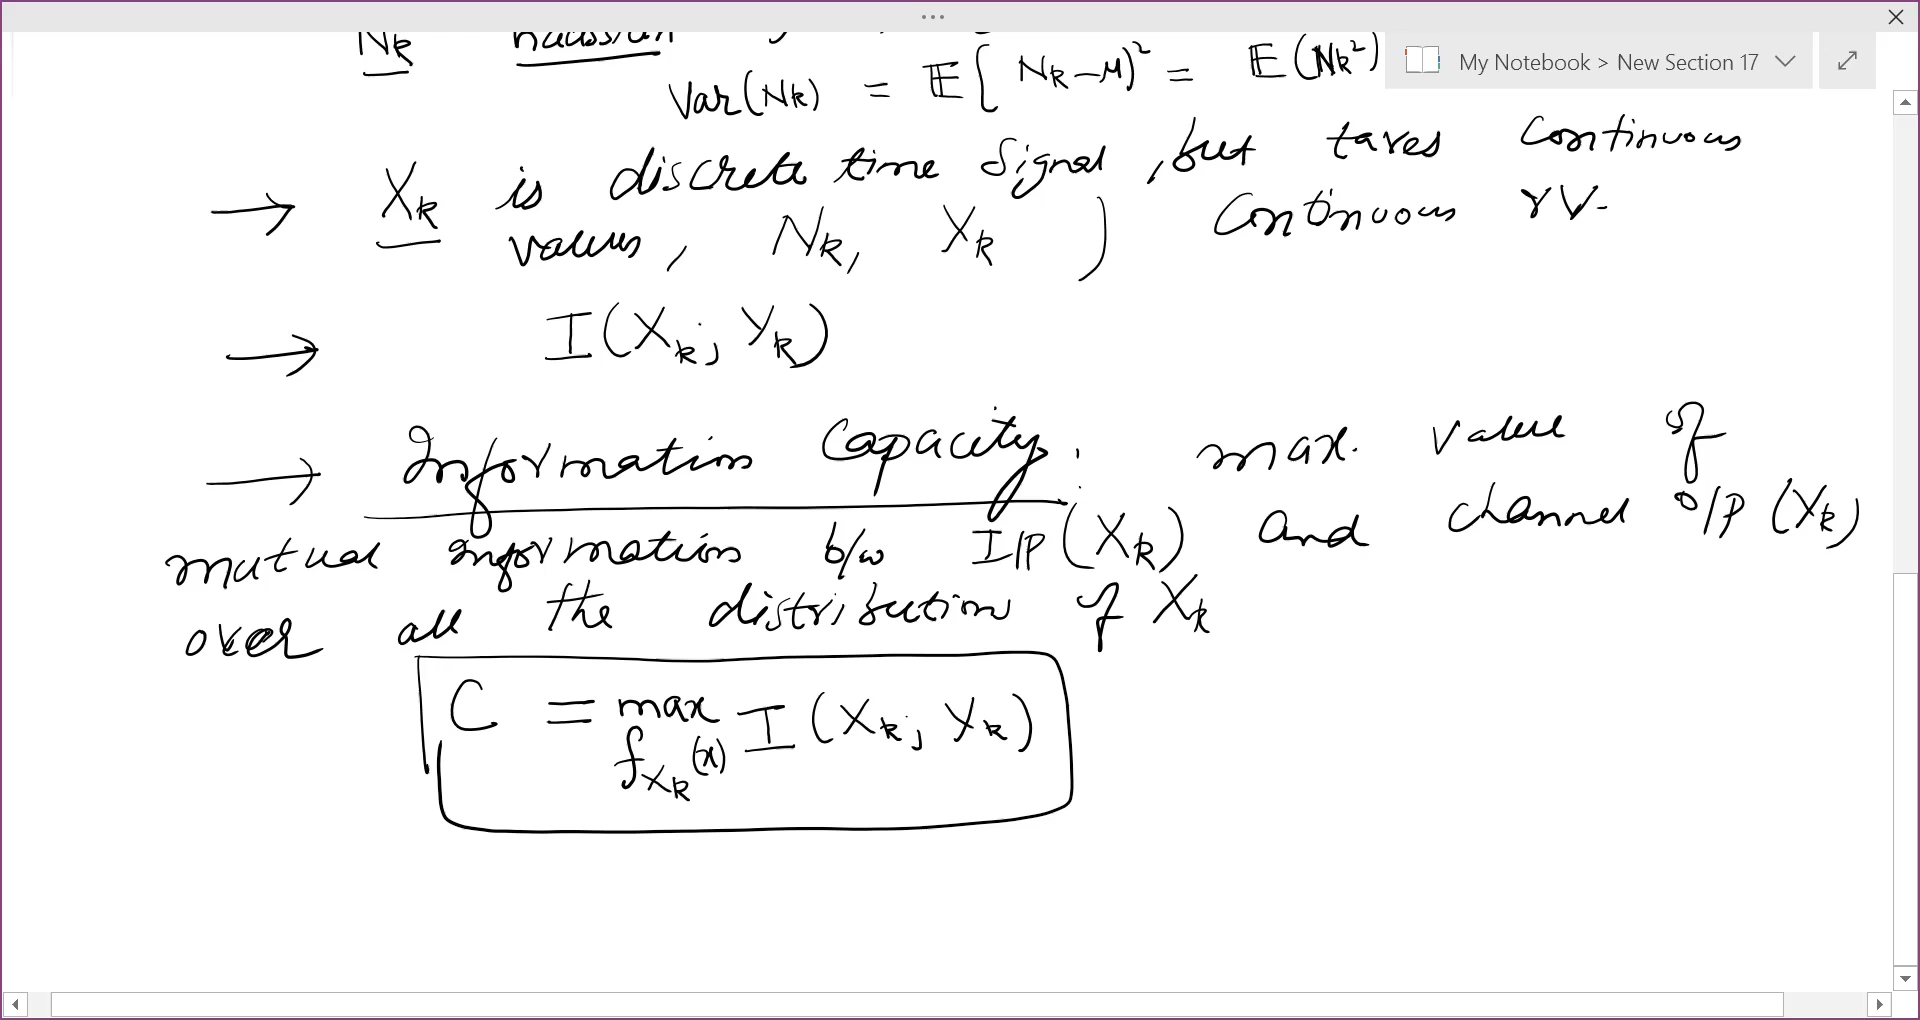 Nk Gaussian
My Notebook > New Section 17
Var(Nk) = 𝔼{ Nk-μ)² = 𝔼(Nk²)
→ Xk is discrete time Signal, but takes continuous
values, Nk, Xk ) Continuous rV.
→ I(Xk; Yk)
→ Information Capacity: max. value of
mutual information b/w I/P (Xk) and channel o/p (Yk)
over all the distribution of Xk
C = max I(Xk; Yk)
fXk(x)